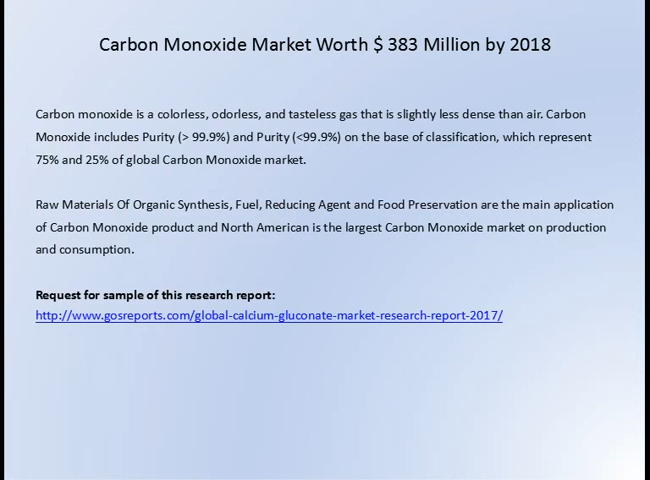 Carbon Monoxide Market Worth $ 383 Million by 2018
Carbon monoxide is a colorless, odorless, and tasteless gas that is slightly less dense than air. Carbon
Monoxide includes Purity (> 99.9%) and Purity (<99.9%) on the base of classification, which represent
75% and 25% of global Carbon Monoxide market.
Raw Materials Of Organic Synthesis, Fuel, Reducing Agent and Food Preservation are the main application
of Carbon Monoxide product and North American is the largest Carbon Monoxide market on production
and consumption.
Request for sample of this research report:
http://www.gosreports.com/global-calcium-gluconate-market-research-report-2017/